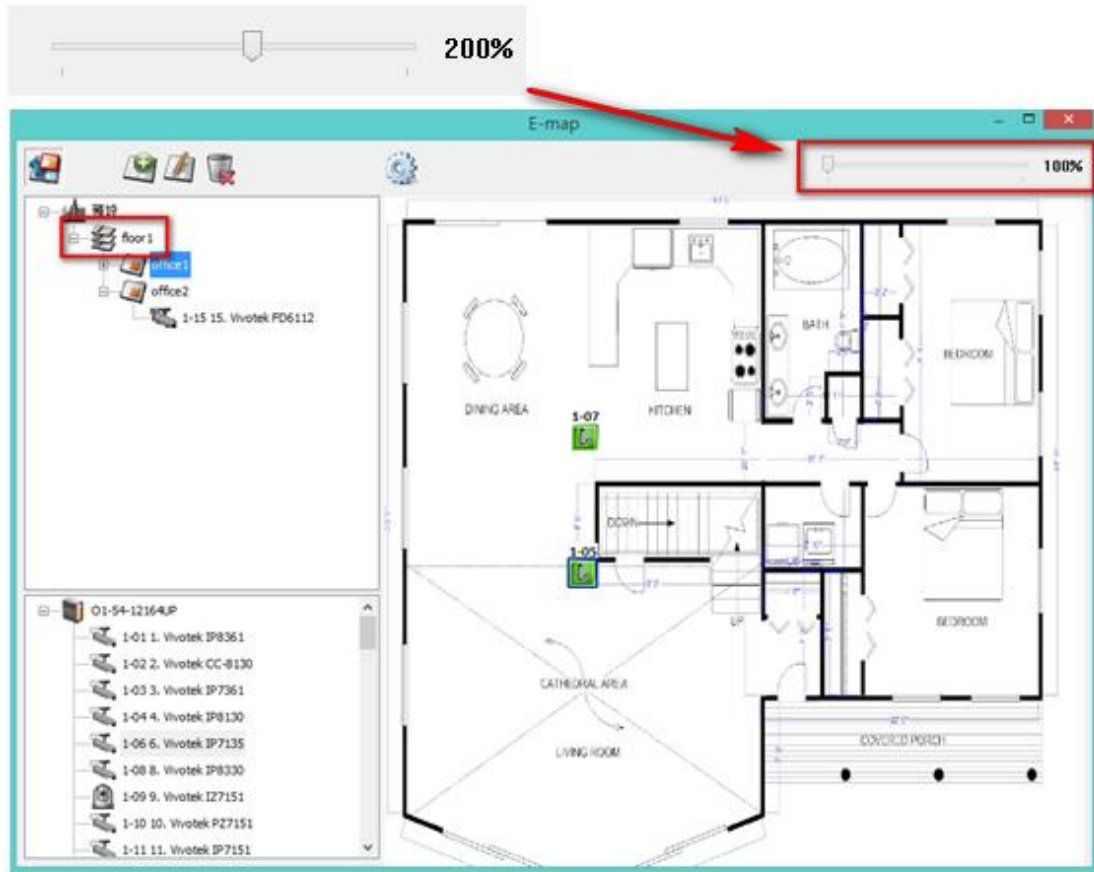 200%
E-map
100%
預設
floor1
office1
office2
1-15 15. Vivotek FD6112
BATH
BEDROOM
DINING AREA
KITCHEN
1-07
DOWN
1-05
UP
BEDROOM
CATHEDRAL AREA
LIVING ROOM
COVERED PORCH
O1-54-12164UP
1-01 1. Vivotek IP8361
1-02 2. Vivotek CC-8130
1-03 3. Vivotek IP7361
1-04 4. Vivotek IP8130
1-06 6. Vivotek IP7135
1-08 8. Vivotek IP8330
1-09 9. Vivotek IZ7151
1-10 10. Vivotek PZ7151
1-11 11. Vivotek IP7151